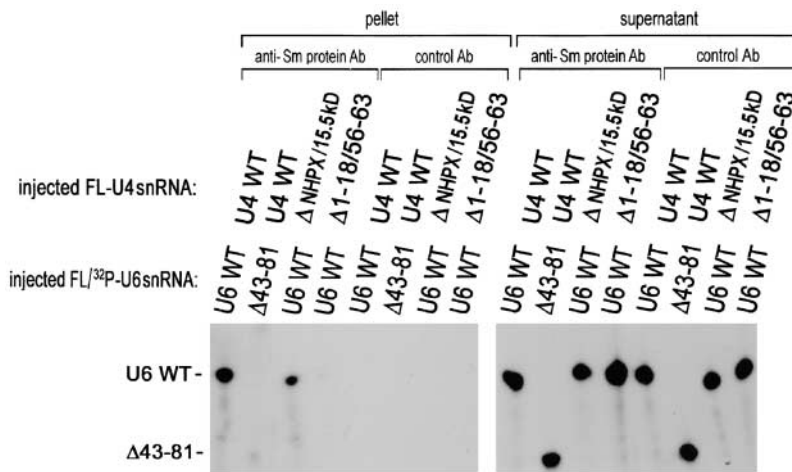 pellet supernatant
anti-Sm protein Ab control Ab anti-Sm protein Ab control Ab
injected FL-U4snRNA: U4 WT U4 WT Δ NHPX/15.5kD Δ1-18/56-63 U4 WT U4 WT Δ NHPX/15.5kD Δ1-18/56-63 U4 WT U4 WT Δ NHPX/15.5kD Δ1-18/56-63 U4 WT U4 WT Δ NHPX/15.5kD Δ1-18/56-63
injected FL/³²P-U6snRNA: U6 WT Δ43-81 U6 WT U6 WT U6 WT Δ43-81 U6 WT U6 WT U6 WT Δ43-81 U6 WT U6 WT U6 WT Δ43-81 U6 WT U6 WT
U6 WT -
Δ43-81 -